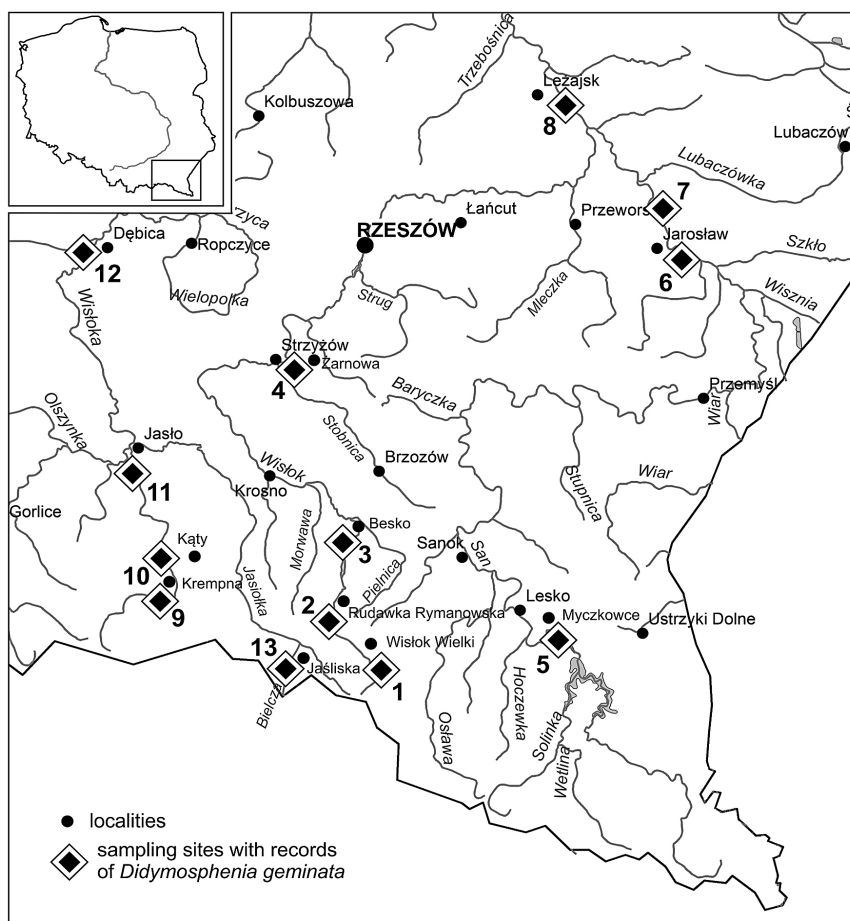 Trzebośnica
Leżajsk
8
Kolbuszowa
Lubaczów
Lubaczówka
7
rzyca
Łańcut
Przewors
RZESZÓW
Jarosław
Szkło
Dębica
Ropczyce
12
6
Wisznia
Wielopolka
Strug
Mleczka
Wisłoka
Strzyżów
Żarnowa
4
Baryczka
Przemyśl
Wiar
Olszynka
Stobnica
Jasło
Wisłok
Brzozów
Wiar
Stupnica
11
Krosno
Gorlice
Morwawa
Besko
Kąty
3
Sanok
San
10
Krempna
Jasiołka
Pielnica
9
2
Rudawka Rymanowska
Lesko
Myczkowce
Ustrzyki Dolne
Wisłok Wielki
13
Jaśliska
1
5
Bielcza
Hoczewka
Osława
Solinka
Wetlina
localities
sampling sites with records
of Didymosphenia geminata